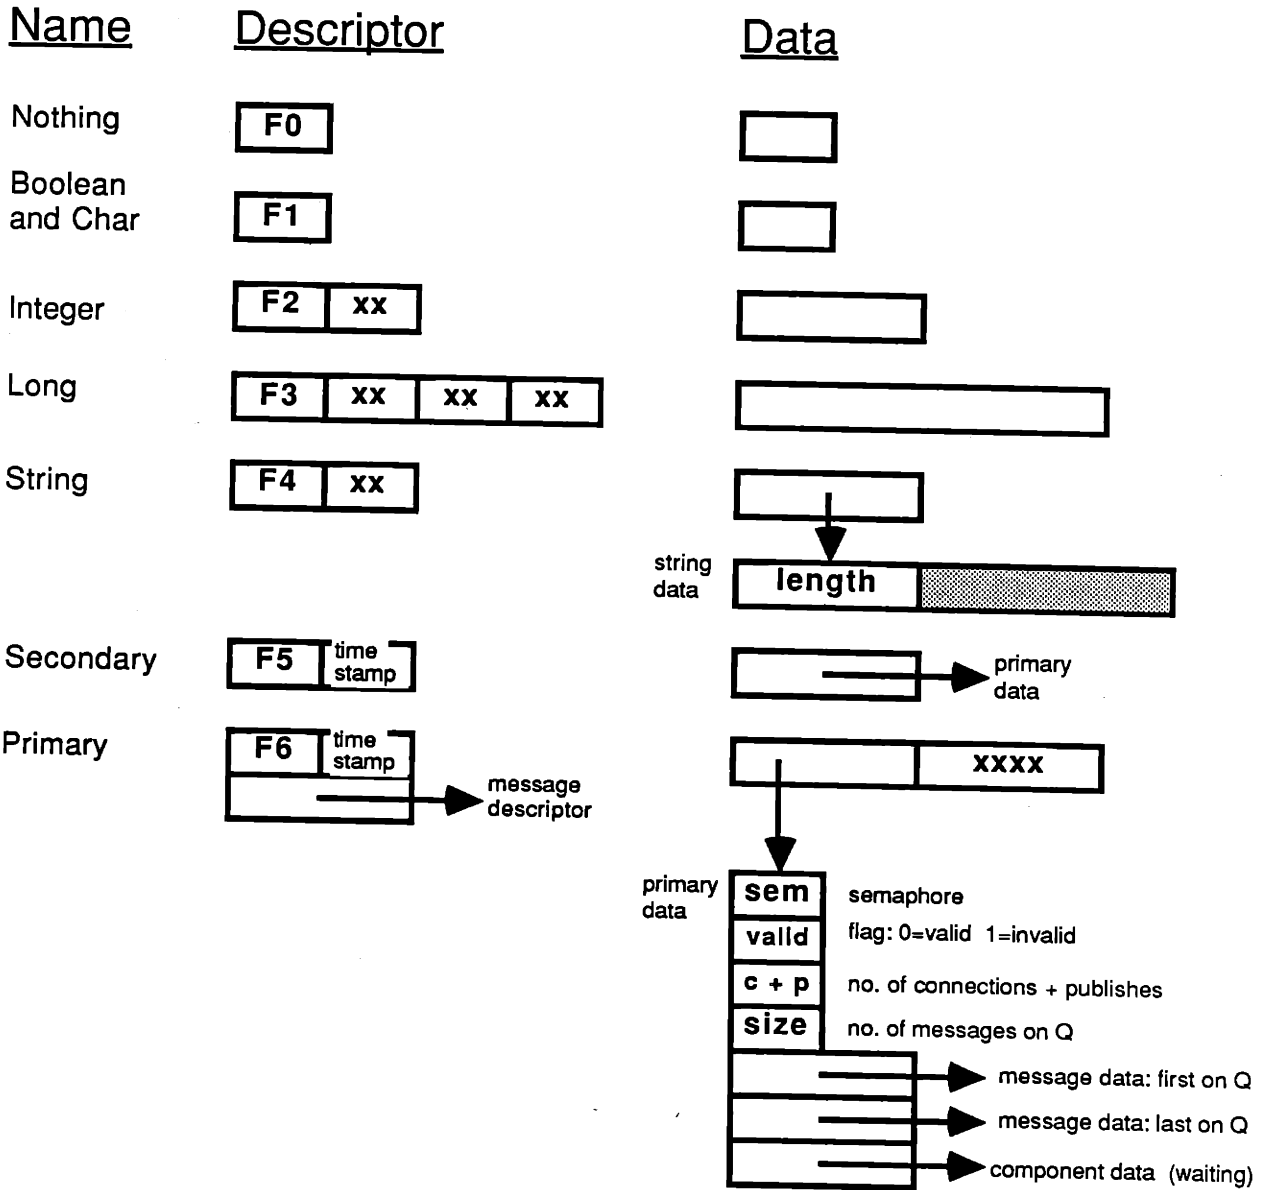 Name Descriptor Data
Nothing F0
Boolean
and Char F1
Integer F2 xx
Long F3 xx xx xx
String F4 xx
string
data length
Secondary F5 time
stamp
primary
data
Primary F6 time
stamp
xxxx
message
descriptor
primary
data
sem semaphore
valid flag: 0=valid 1=invalid
c + p no. of connections + publishes
size no. of messages on Q
message data: first on Q
message data: last on Q
component data (waiting)